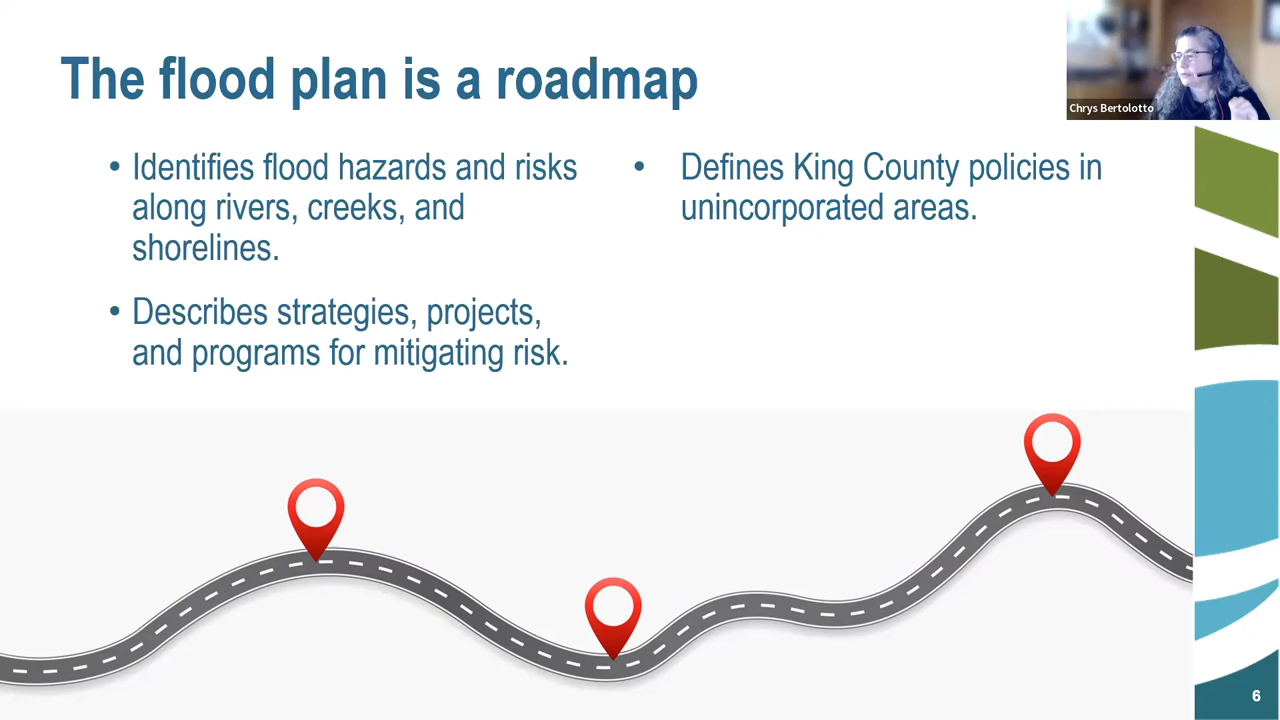 The flood plan is a roadmap
• Identifies flood hazards and risks
along rivers, creeks, and
shorelines.
• Describes strategies, projects,
and programs for mitigating risk.
• Defines King County policies in
unincorporated areas.
Chrys Bertolotto
6